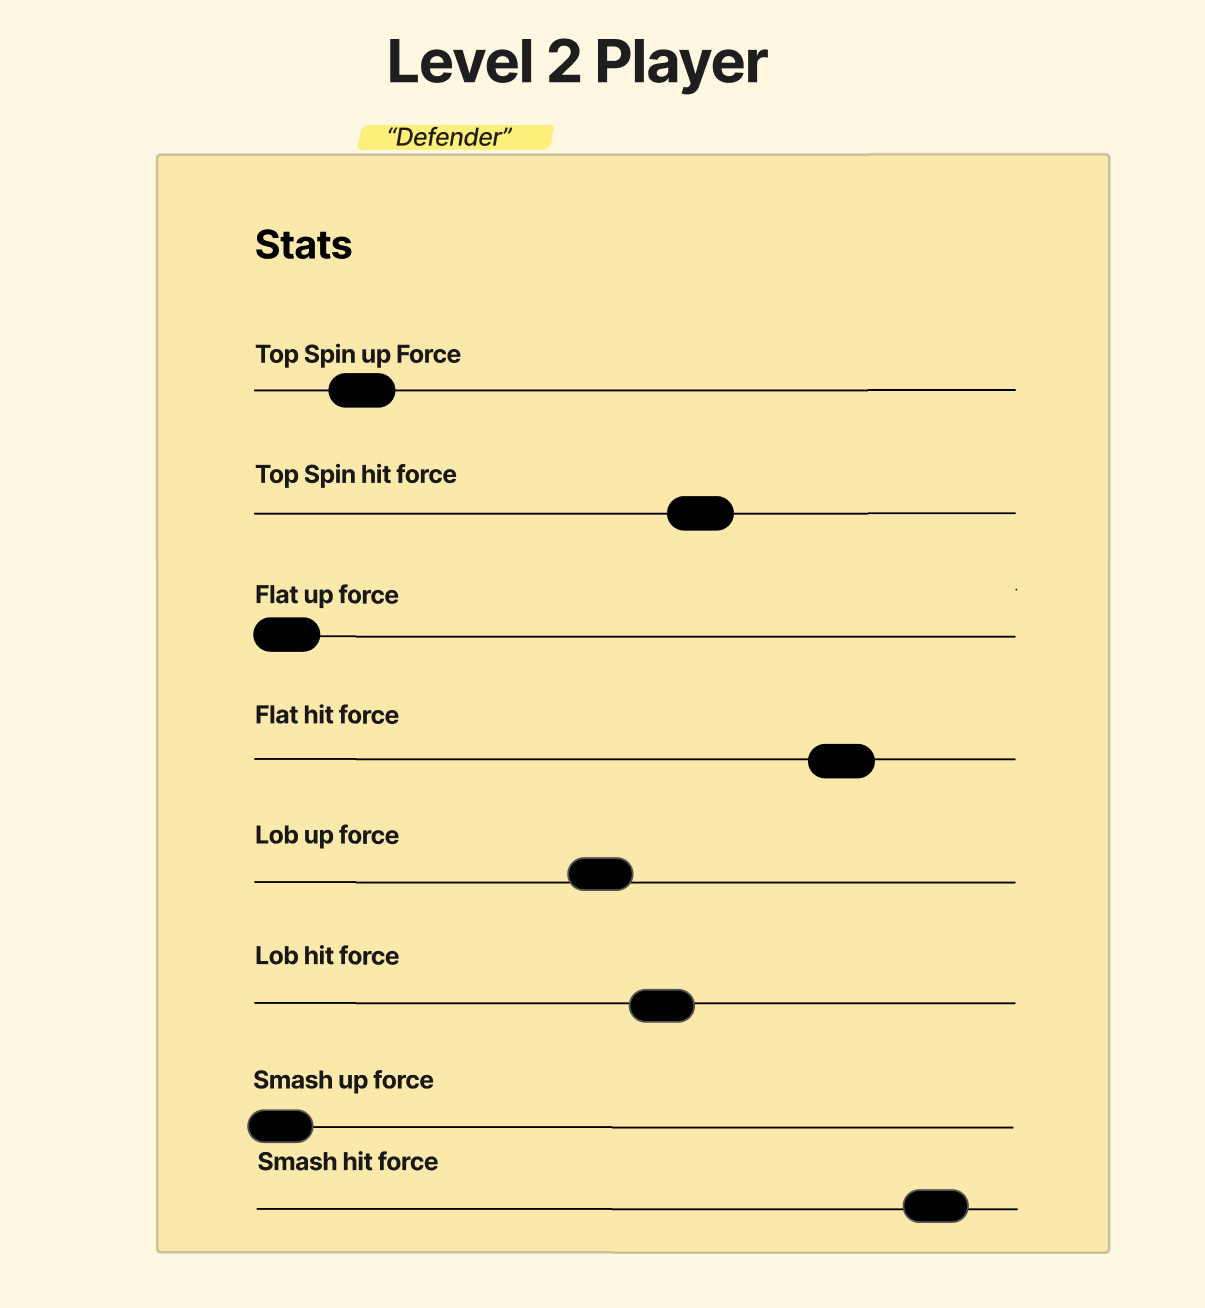 Level 2 Player
“Defender”
Stats
Top Spin up Force
Top Spin hit force
Flat up force
Flat hit force
Lob up force
Lob hit force
Smash up force
Smash hit force